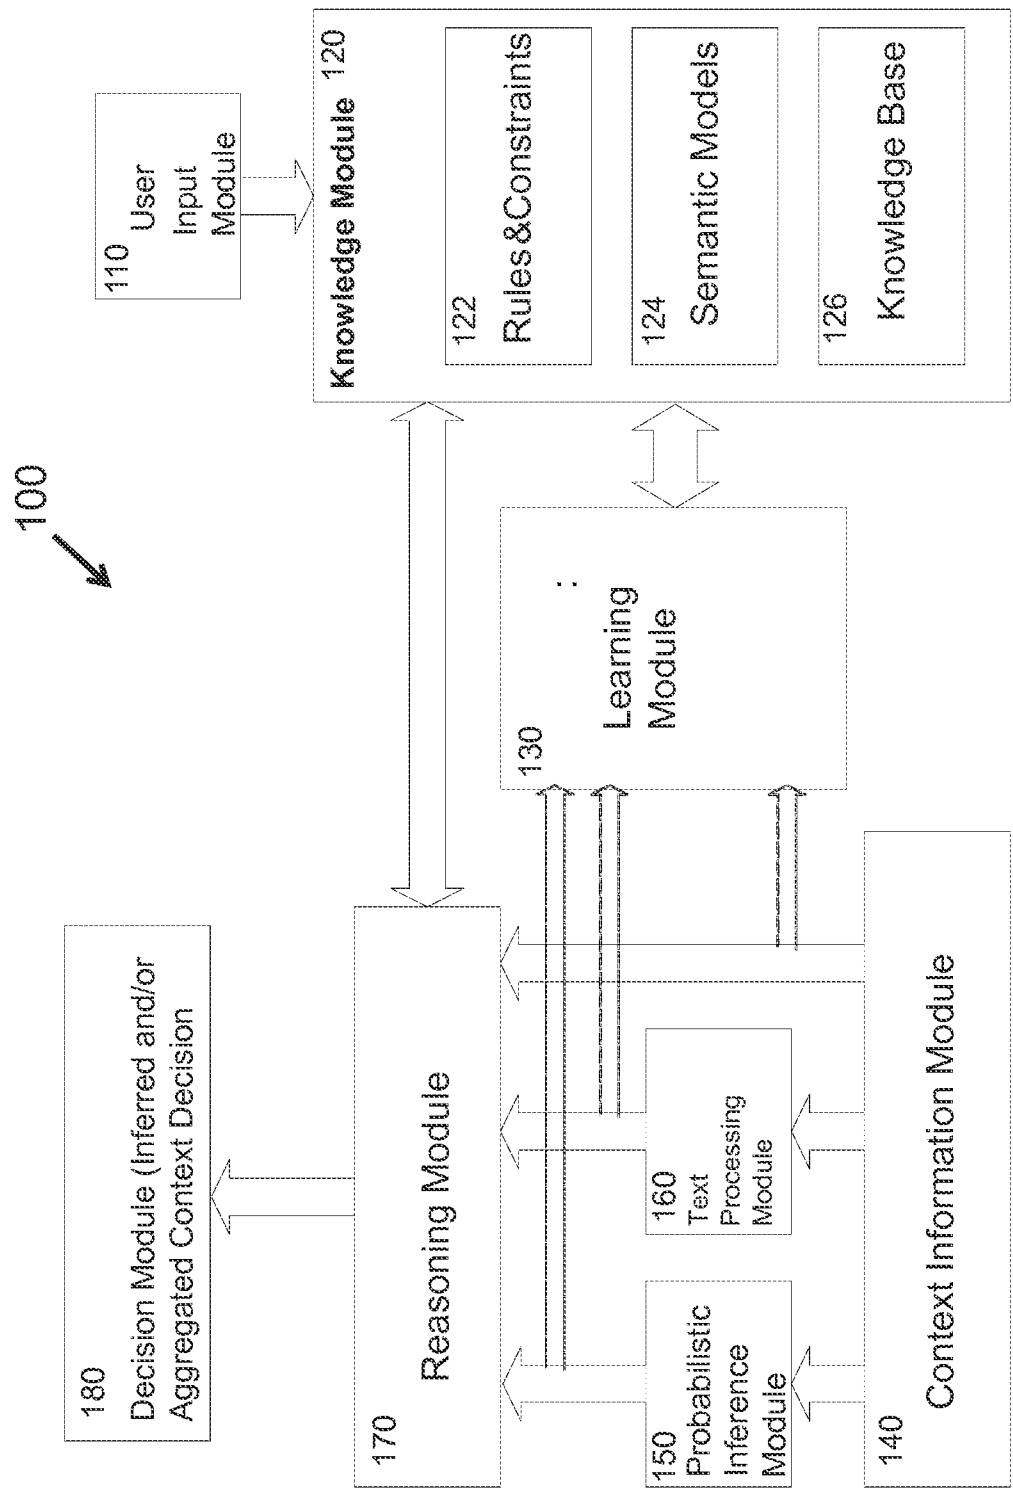 100
180
Decision Module (Inferred and/or
Aggregated Context Decision
170
Reasoning Module
150
Probabilistic
Inference
Module
160
Text
Processing
Module
140
Context Information Module
130
Learning
Module
:
110
User
Input
Module
Knowledge Module 120
122
Rules&Constraints
124
Semantic Models
126
Knowledge Base